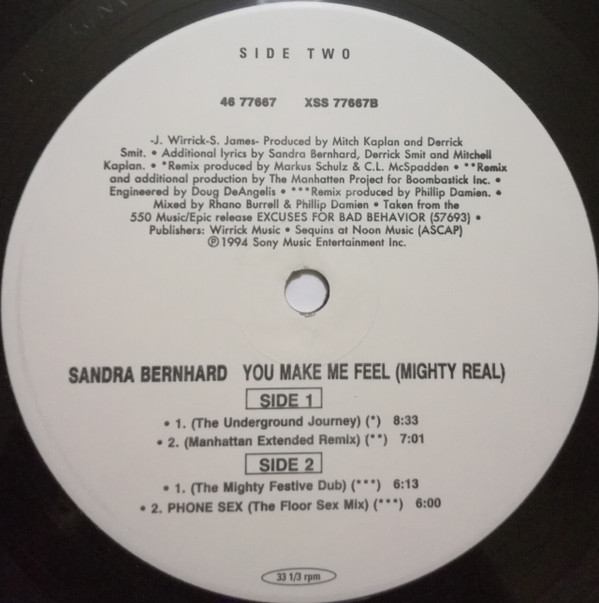 SIDE TWO
46 77667 XSS 77667B
-J. Wirrick-S. James- Produced by Mitch Kaplan and Derrick
Smit. • Additional lyrics by Sandra Bernhard, Derrick Smit and Mitchell
Kaplan. • *Remix produced by Markus Schulz & C.L. McSpadden • **Remix
and additional production by The Manhatten Project for Boombastick Inc. •
Engineered by Doug DeAngelis • ***Remix produced by Phillip Damien. •
Mixed by Rhano Burrell & Phillip Damien • Taken from the
550 Music/Epic release EXCUSES FOR BAD BEHAVIOR (57693) •
Publishers: Wirrick Music • Sequins at Noon Music (ASCAP)
℗1994 Sony Music Entertainment Inc.
SANDRA BERNHARD YOU MAKE ME FEEL (MIGHTY REAL)
SIDE 1
• 1. (The Underground Journey) (*) 8:33
• 2. (Manhattan Extended Remix) (**) 7:01
SIDE 2
• 1. (The Mighty Festive Dub) (***) 6:13
• 2. PHONE SEX (The Floor Sex Mix) (***) 6:00
33 1/3 rpm